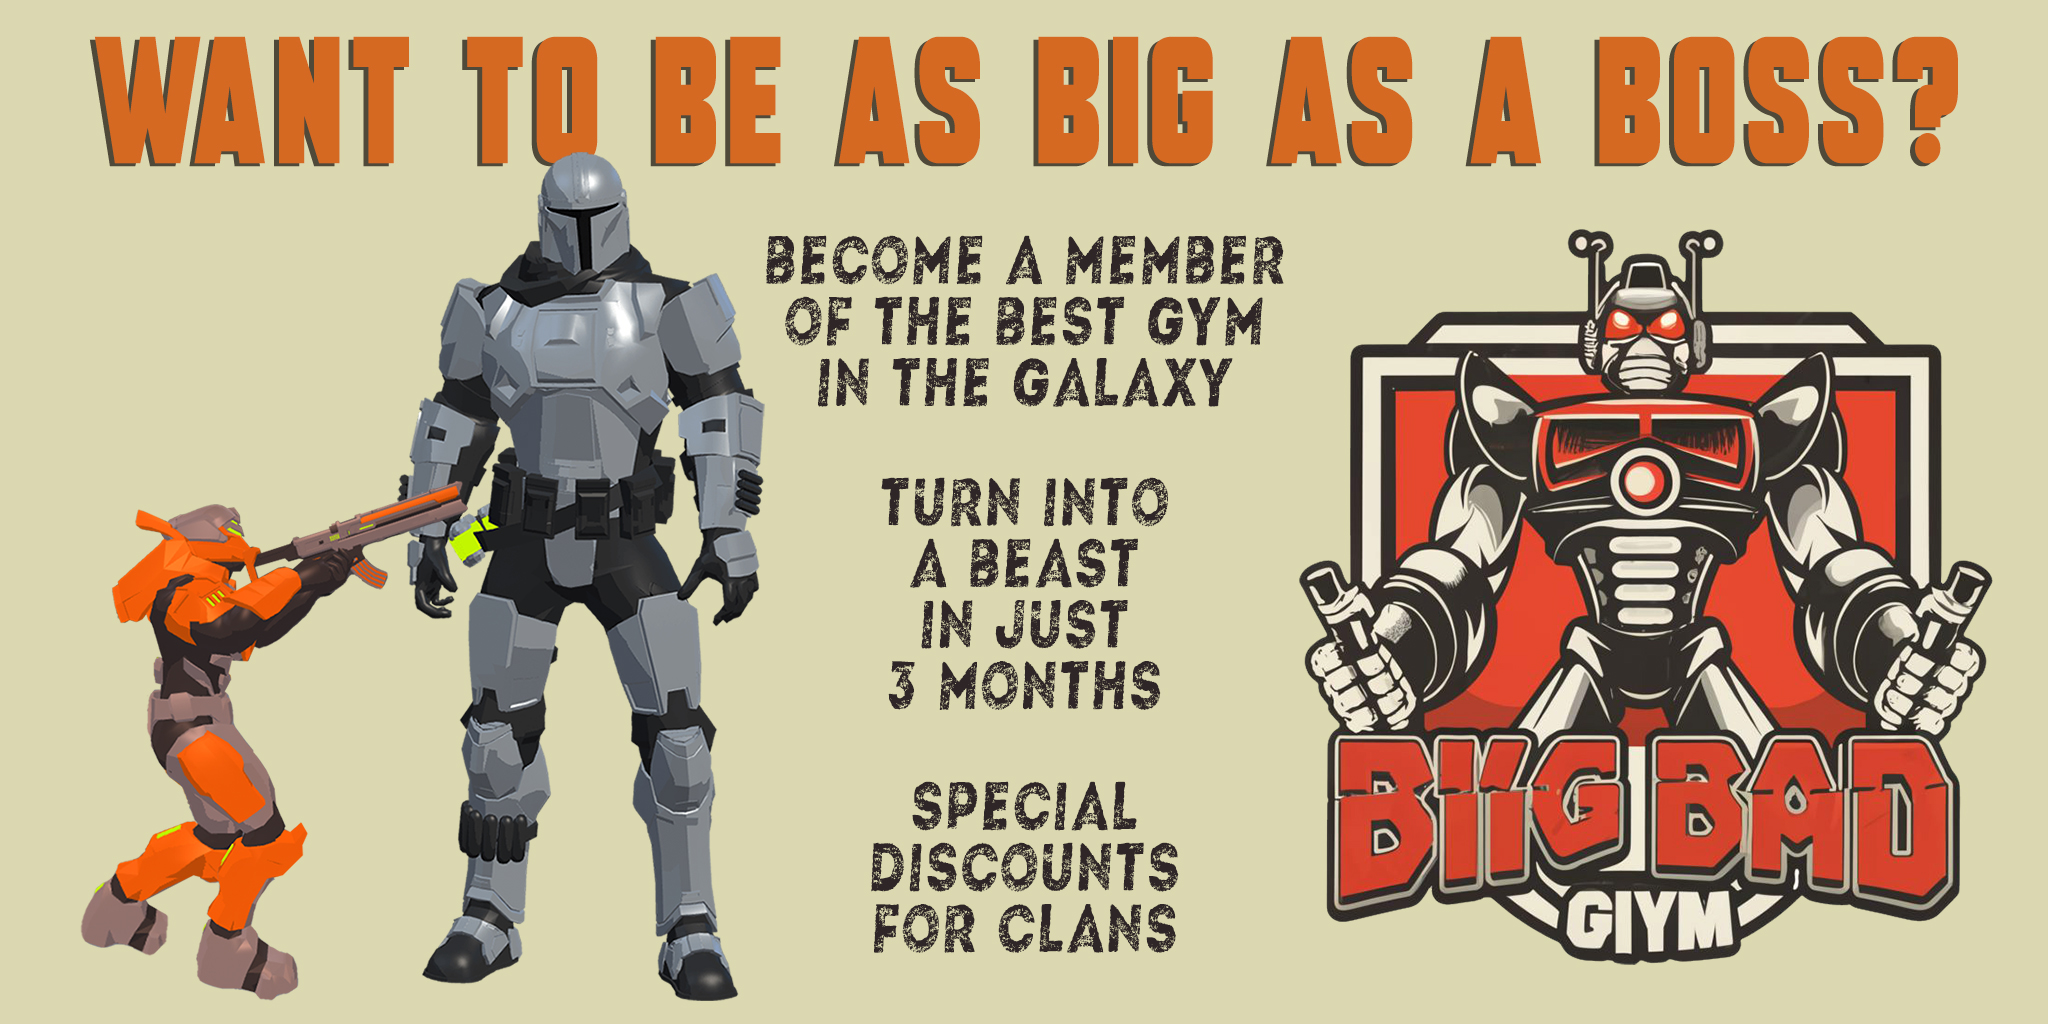 WANT TO BE AS BIG AS A BOSS?
BECOME A MEMBER
OF THE BEST GYM
IN THE GALAXY
TURN INTO
A BEAST
IN JUST
3 MONTHS
SPECIAL
DISCOUNTS
FOR CLANS
BIIG BAD
GIYM